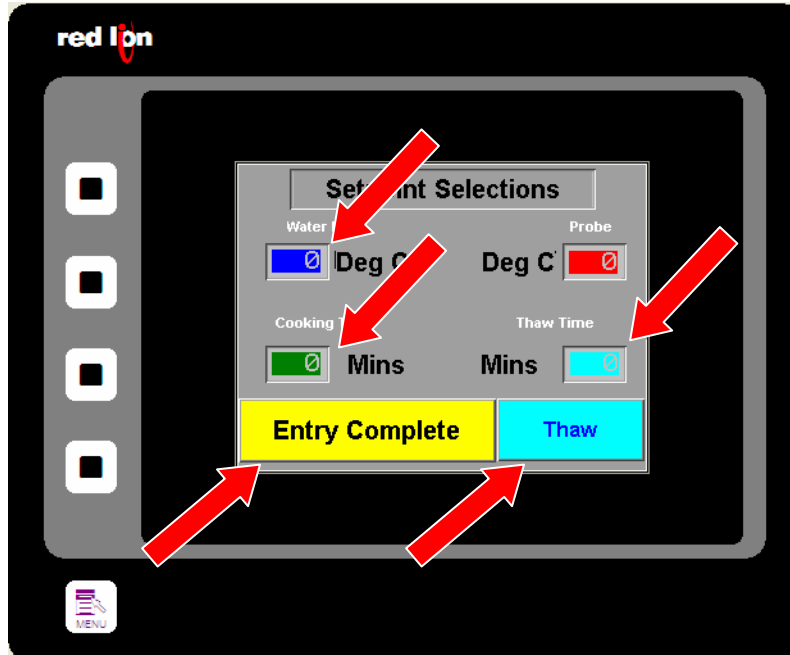 red lion
Setpoint Selections
Water
Probe
0 Deg C
Deg C 0
Cooking
Thaw Time
0 Mins
Mins 0
Entry Complete
Thaw
MENU